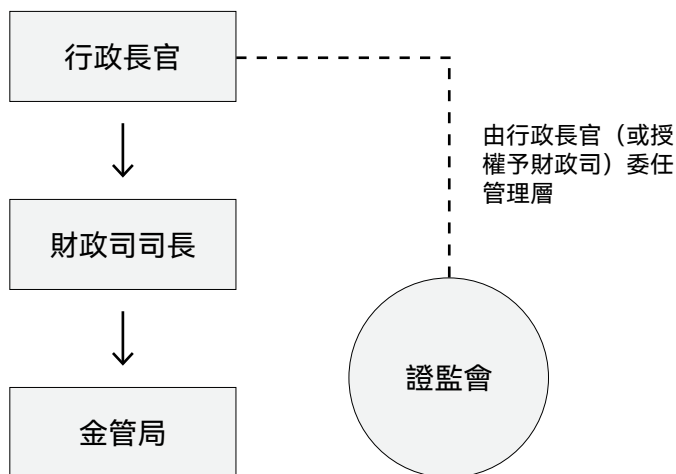 行政長官
由行政長官（或授
權予財政司）委任
管理層
財政司司長
證監會
金管局